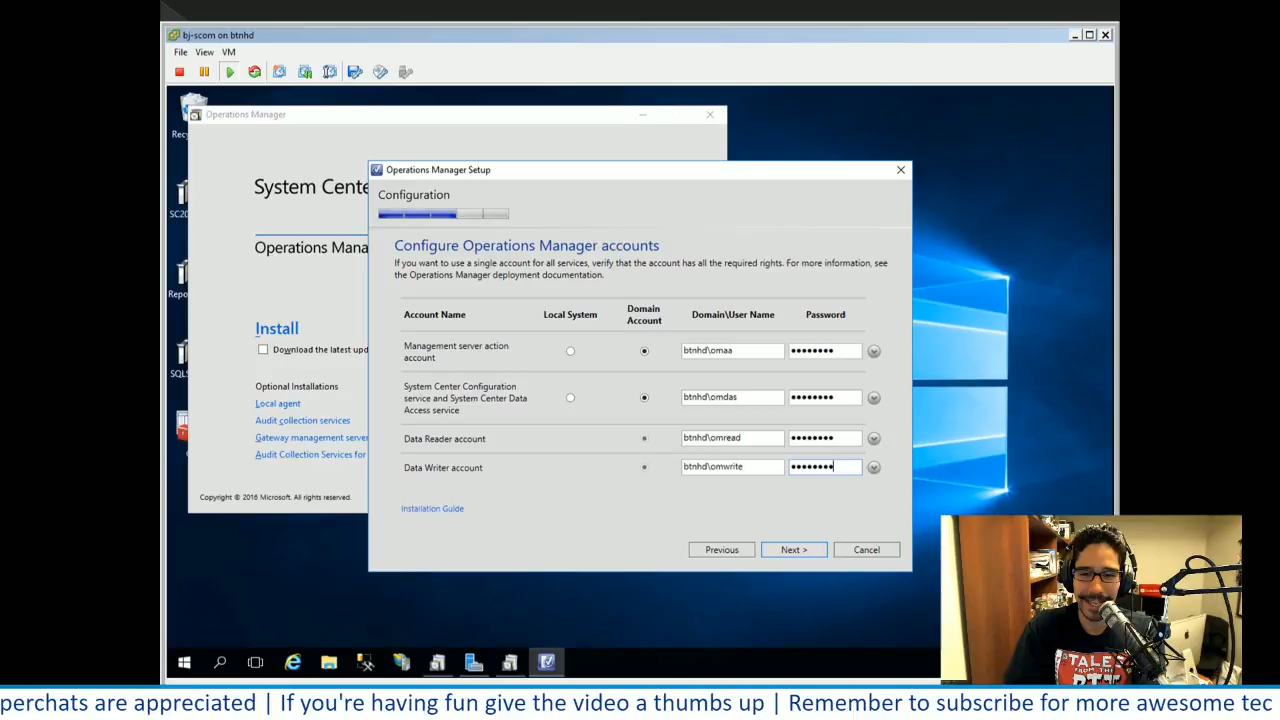 bj-scom on btnhd
File View VM
Operations Manager
Recy
System Cente
SC20
Operations Mana
Repo
Install
Download the latest upd
SQLS
Optional Installations
Local agent
Audit collection services
Gateway management server
Audit Collection Services for
Copyright © 2016 Microsoft. All rights reserved.
Operations Manager Setup
Configuration
Configure Operations Manager accounts
If you want to use a single account for all services, verify that the account has all the required rights. For more information, see
the Operations Manager deployment documentation.
Account Name Local System Domain Account Domain\User Name Password
Management server action account btnhd\omaa ••••••••
System Center Configuration service and System Center Data Access service btnhd\omdas ••••••••
Data Reader account btnhd\omread ••••••••
Data Writer account btnhd\omwrite ••••••••
Installation Guide
Previous Next > Cancel
TALES
FROM THE
perchats are appreciated | If you're having fun give the video a thumbs up | Remember to subscribe for more awesome tec